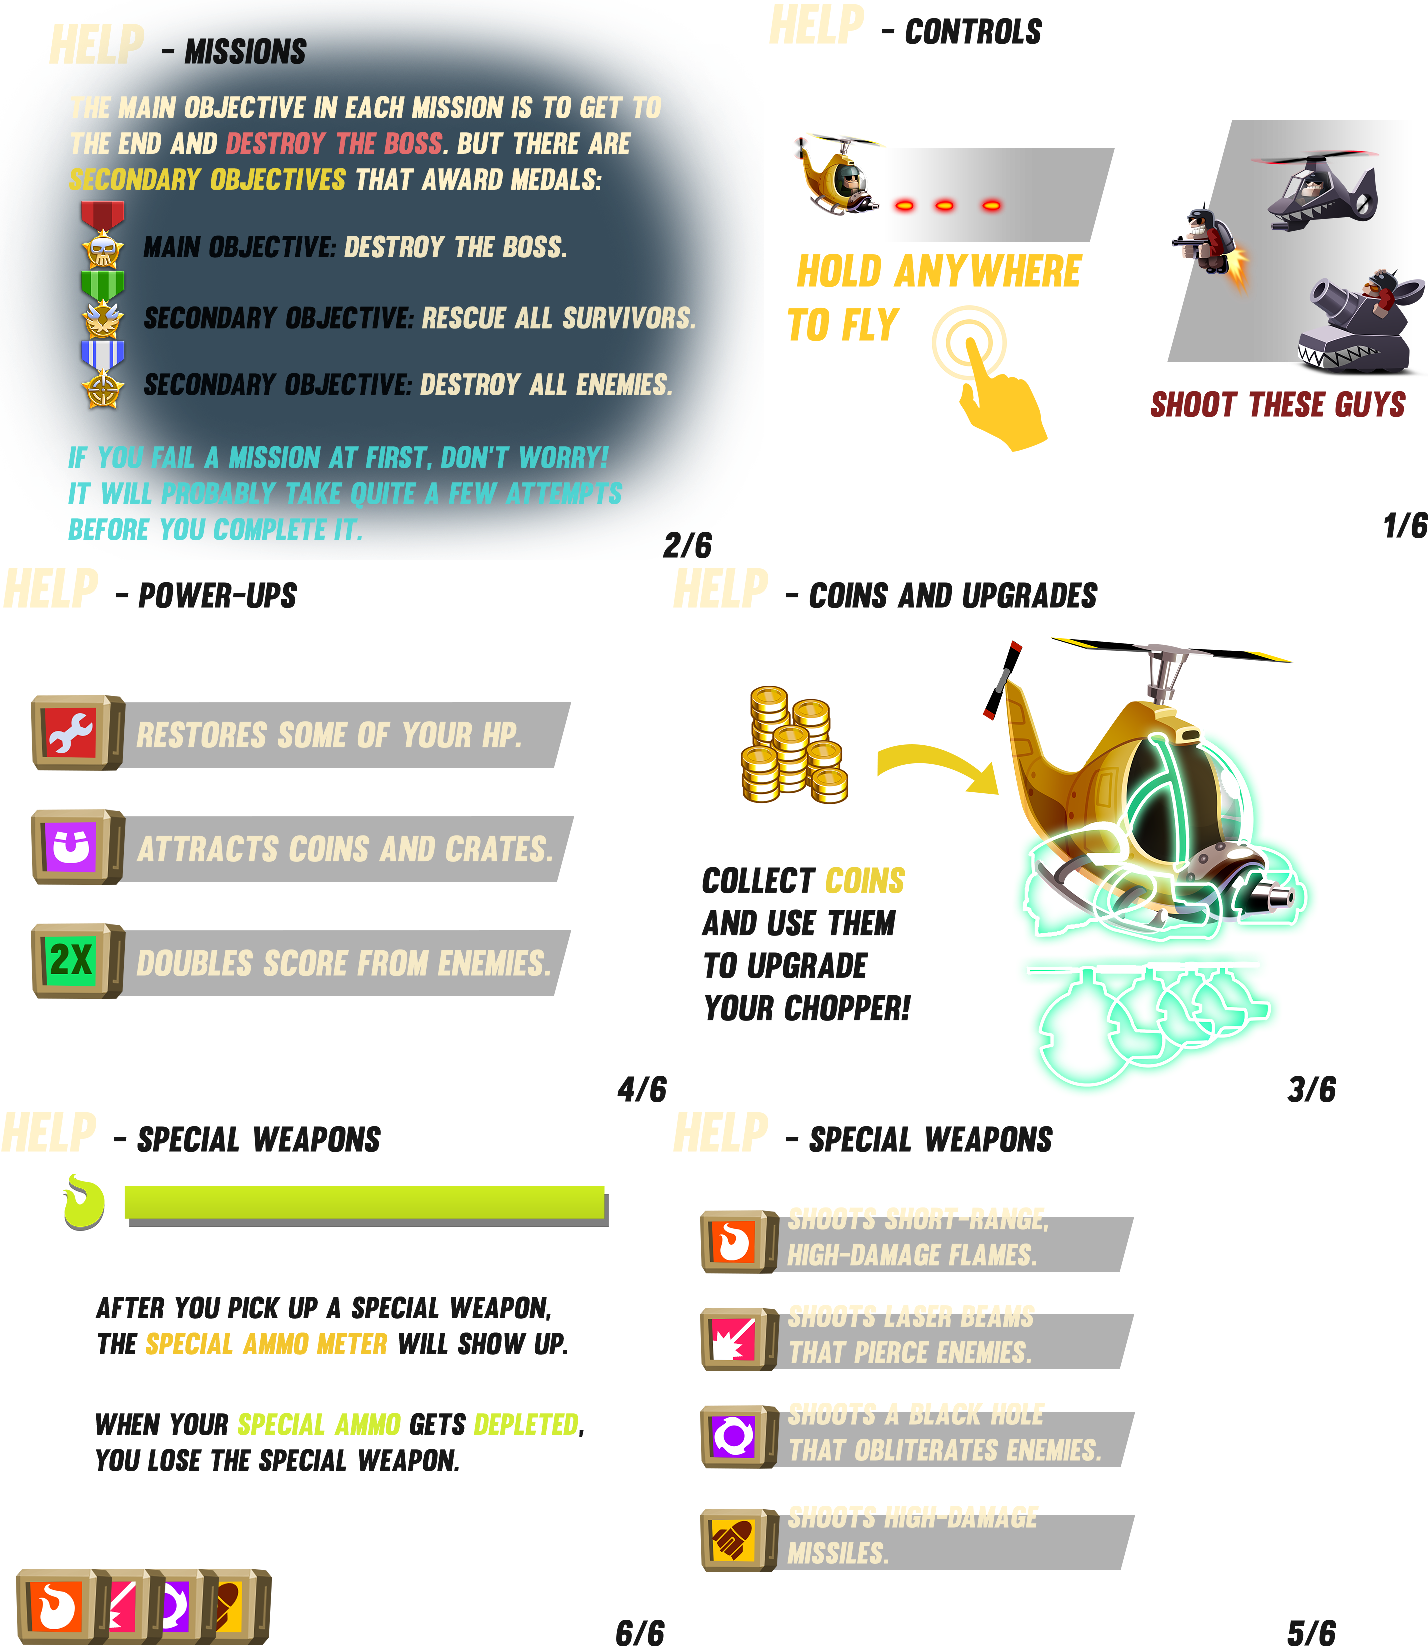 HELP - MISSIONS
THE MAIN OBJECTIVE IN EACH MISSION IS TO GET TO
THE END AND DESTROY THE BOSS. BUT THERE ARE
SECONDARY OBJECTIVES THAT AWARD MEDALS:
MAIN OBJECTIVE: DESTROY THE BOSS.
SECONDARY OBJECTIVE: RESCUE ALL SURVIVORS.
SECONDARY OBJECTIVE: DESTROY ALL ENEMIES.
IF YOU FAIL A MISSION AT FIRST, DON'T WORRY!
IT WILL PROBABLY TAKE QUITE A FEW ATTEMPTS
BEFORE YOU COMPLETE IT.
2/6
HELP - CONTROLS
HOLD ANYWHERE
TO FLY
SHOOT THESE GUYS
1/6
HELP - POWER-UPS
RESTORES SOME OF YOUR HP.
ATTRACTS COINS AND CRATES.
2X
DOUBLES SCORE FROM ENEMIES.
4/6
HELP - COINS AND UPGRADES
COLLECT COINS
AND USE THEM
TO UPGRADE
YOUR CHOPPER!
3/6
HELP - SPECIAL WEAPONS
AFTER YOU PICK UP A SPECIAL WEAPON,
THE SPECIAL AMMO METER WILL SHOW UP.
WHEN YOUR SPECIAL AMMO GETS DEPLETED,
YOU LOSE THE SPECIAL WEAPON.
6/6
HELP - SPECIAL WEAPONS
SHOOTS SHORT-RANGE,
HIGH-DAMAGE FLAMES.
SHOOTS LASER BEAMS
THAT PIERCE ENEMIES.
SHOOTS A BLACK HOLE
THAT OBLITERATES ENEMIES.
SHOOTS HIGH-DAMAGE
MISSILES.
5/6